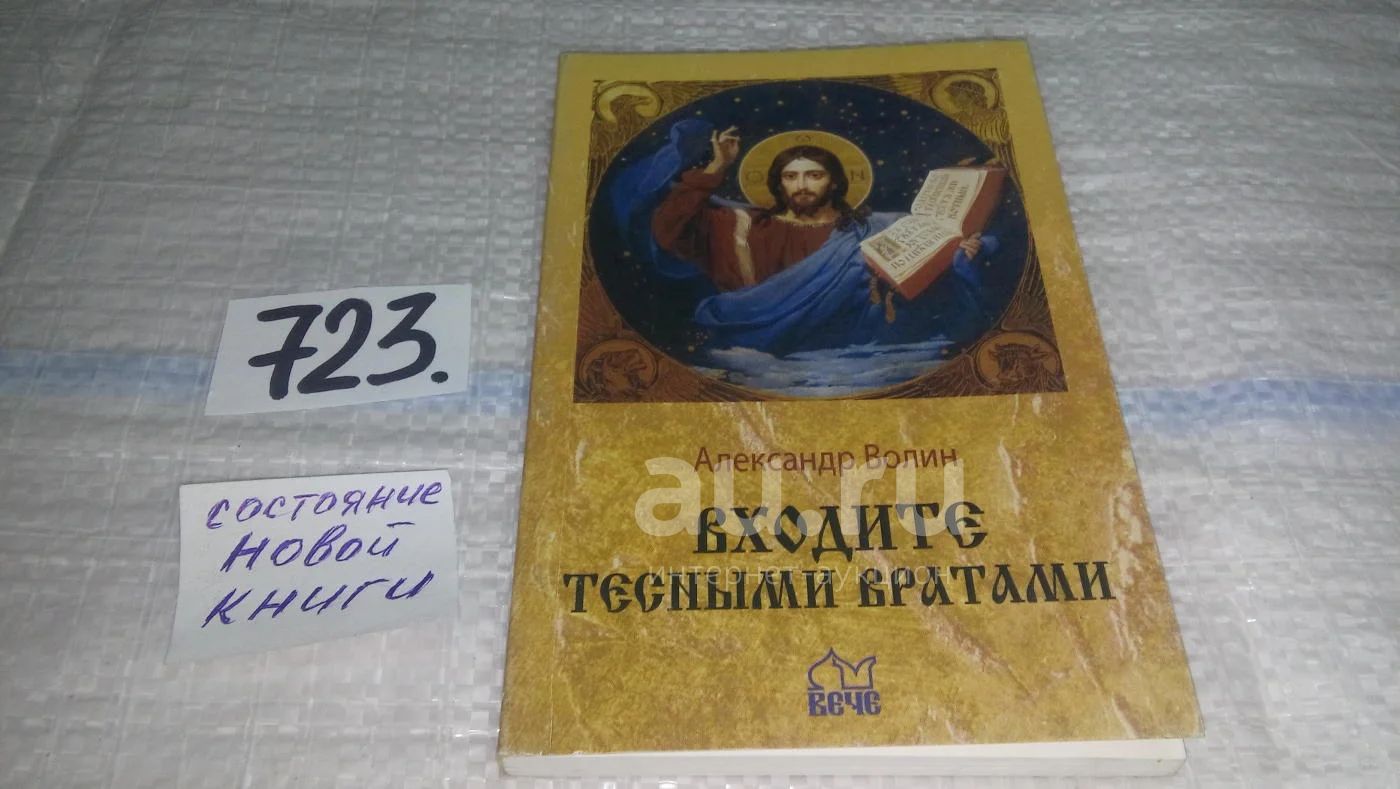 723.
состояние
новой
книги
Александр Волин
au.ru
ВХОДИТЕ
интернет-аукцион
ТЕСНЫМИ ВРАТАМИ
ВЕЧЕ